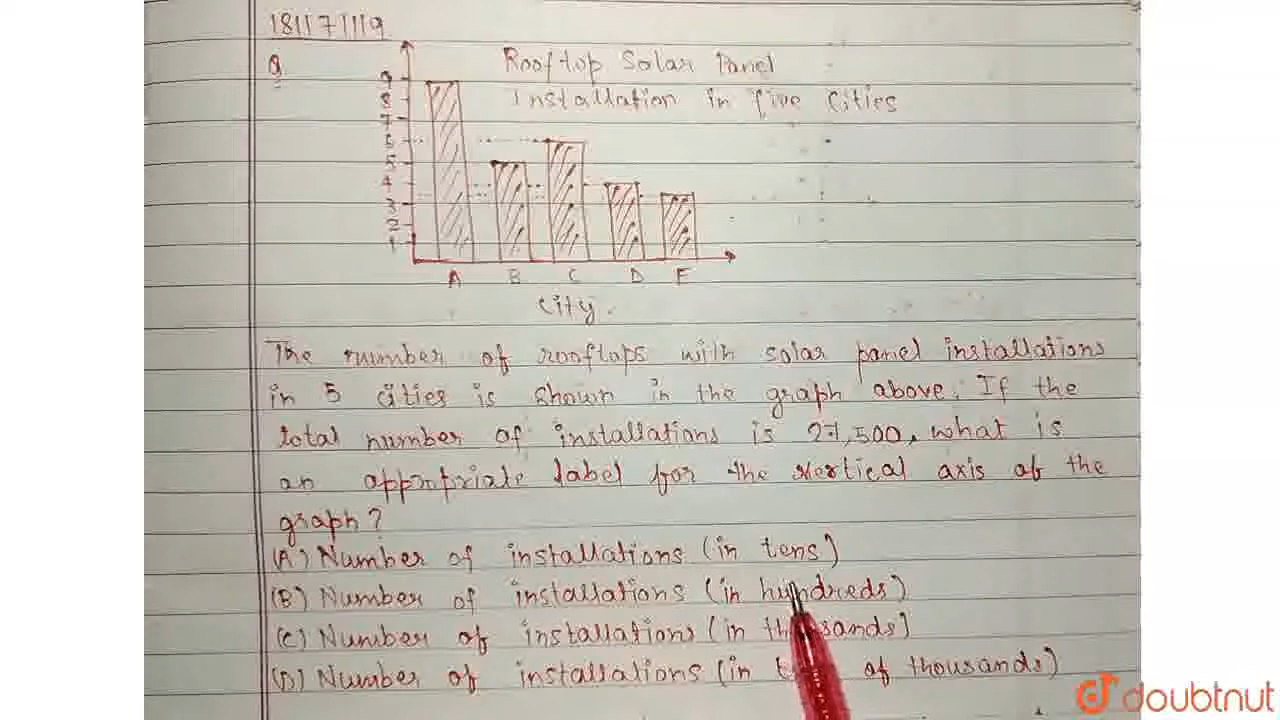 181171119
Q
Rooftop Solar Panel
Installation in five Cities
9
8
7
6
5
4
3
2
1
A B C D E
City.
The number of rooftops with solar panel installations
in 5 cities is shown in the graph above. If the
total number of installations is 27,500, what is
an appropriate label for the vertical axis of the
graph?
(A) Number of installations (in tens)
(B) Number of installations (in hundreds)
(C) Number of installations (in thousands)
(D) Number of installations (in of thousands)
doubtnut